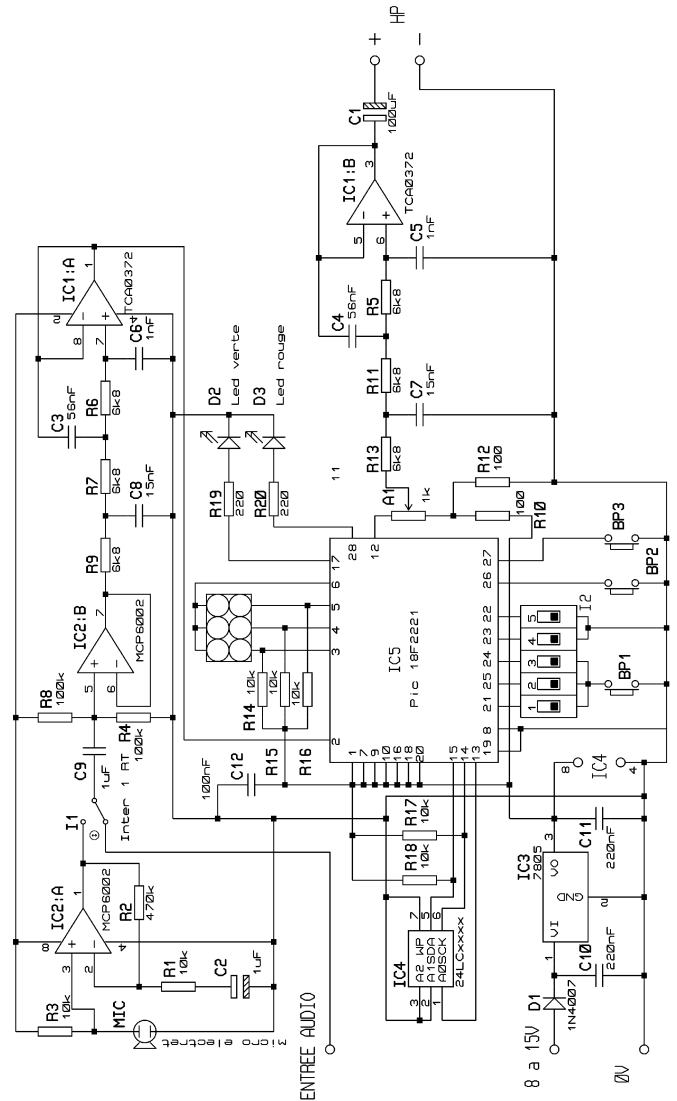 HP
+
-
C1
100uF
IC1:B
TCA0372
3
5
6
C5
1nF
C4
56nF
R5
6k8
R11
6k8
C7
15nF
R13
6k8
A1
1k
R12
100
R10
100
11
IC1:A
TCA0372
1
2
8
7
4
C6
1nF
C3
56nF
R6
6k8
R7
6k8
C8
15nF
R9
6k8
D2
Led verte
D3
Led rouge
R19
220
R20
220
IC2:B
MCP6002
7
5
6
R8
100k
R4
100k
C9
1uF
I1
Inter 1 RT
IC2:A
MCP6002
1
8
3
2
4
R2
470k
R1
10k
C2
1uF
R3
10k
MIC
Micro electret
ENTREE AUDIO
C12
100nF
R14
10k
R15
10k
R16
10k
IC5
Pic 18F2221
28
12
17
6
5
4
3
2
27
26
22
23
24
21
25
8
19
1
7
9
10
16
18
20
15
14
13
BP3
BP2
BP1
I2
5
4
3
2
1
R17
10k
R18
10k
IC4
24LCxxxx
A2 WP
A1SDA
A0SCK
3
2
1
7
5
6
IC4
8
4
IC3
7805
VI
VO
GND
1
3
2
C11
220nF
C10
220nF
D1
1N4007
8 a 15V
0V